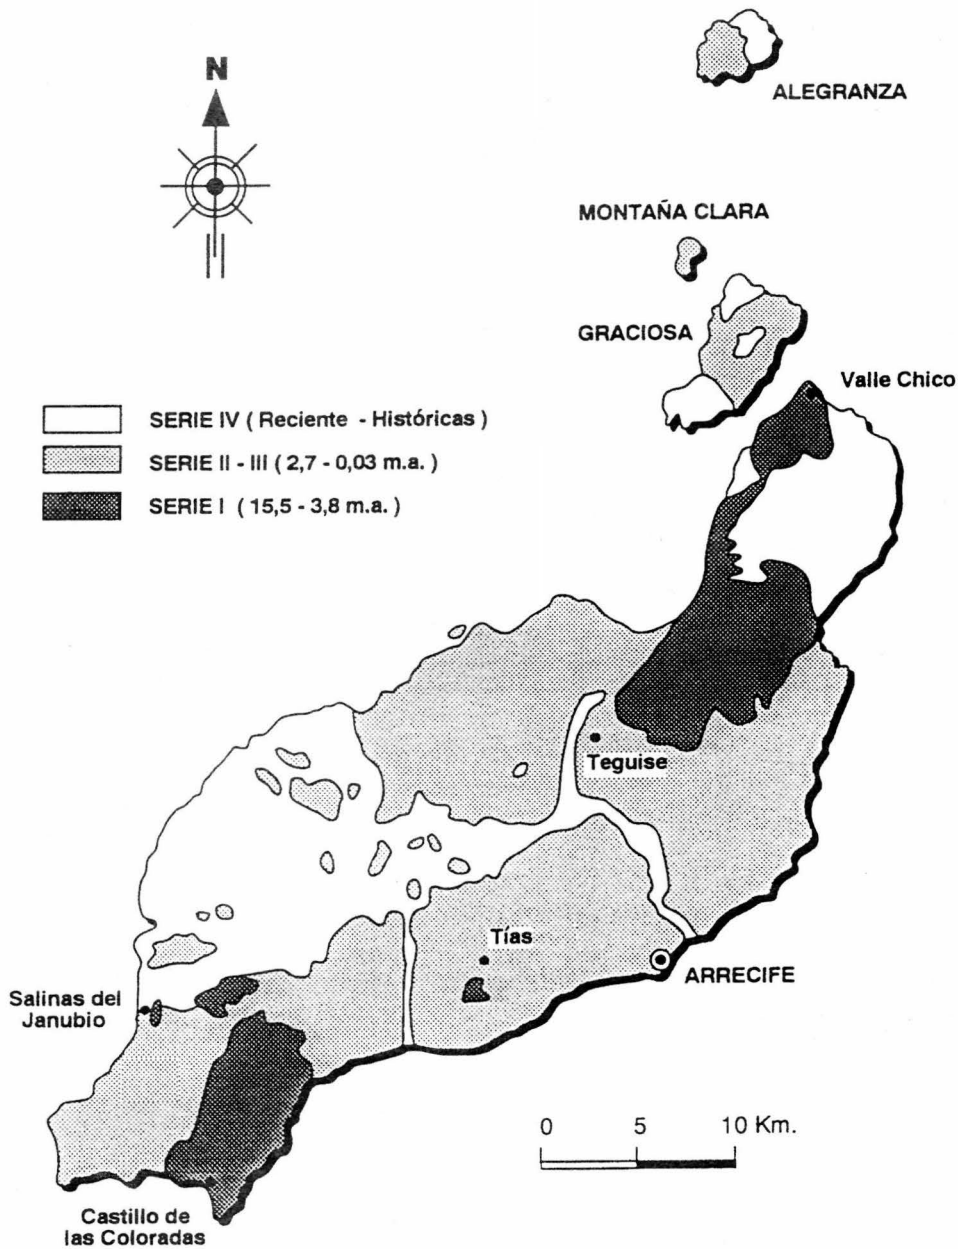 N
ALEGRANZA
MONTAÑA CLARA
GRACIOSA
Valle Chico
SERIE IV ( Reciente - Históricas )
SERIE II - III ( 2,7 - 0,03 m.a. )
SERIE I ( 15,5 - 3,8 m.a. )
Teguise
Tías
ARRECIFE
Salinas del
Janubio
0 5 10 Km.
Castillo de
las Coloradas